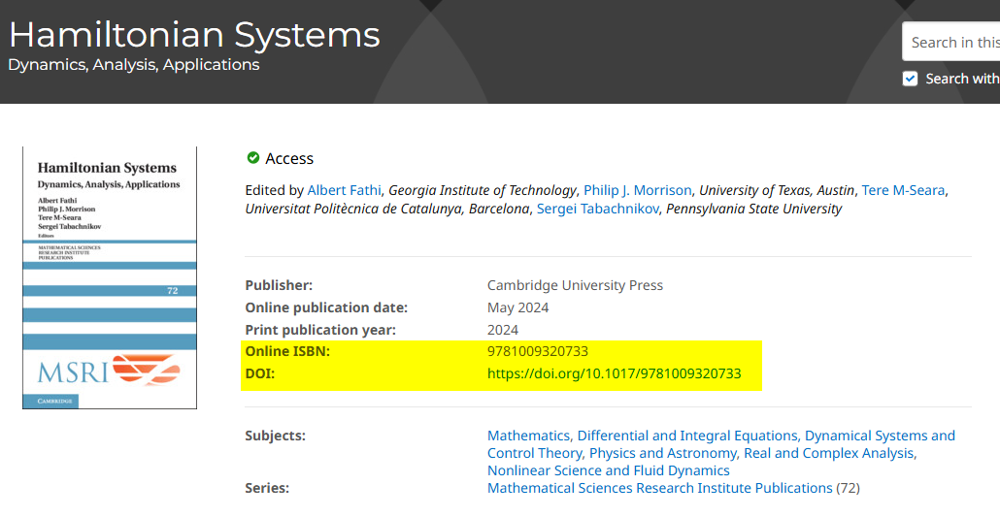 Hamiltonian Systems
Dynamics, Analysis, Applications
Search in this
Search with
Hamiltonian Systems
Dynamics, Analysis, Applications
Albert Fathi
Philip J. Morrison
Tere M-Seara
Sergei Tabachnikov
Editors
MATHEMATICAL SCIENCES
RESEARCH INSTITUTE
PUBLICATIONS
72
MSRI
CAMBRIDGE
Access
Edited by Albert Fathi, Georgia Institute of Technology, Philip J. Morrison, University of Texas, Austin, Tere M-Seara,
Universitat Politècnica de Catalunya, Barcelona, Sergei Tabachnikov, Pennsylvania State University
Publisher: Cambridge University Press
Online publication date: May 2024
Print publication year: 2024
Online ISBN: 9781009320733
DOI: https://doi.org/10.1017/9781009320733
Subjects: Mathematics, Differential and Integral Equations, Dynamical Systems and
Control Theory, Physics and Astronomy, Real and Complex Analysis,
Nonlinear Science and Fluid Dynamics
Series: Mathematical Sciences Research Institute Publications (72)